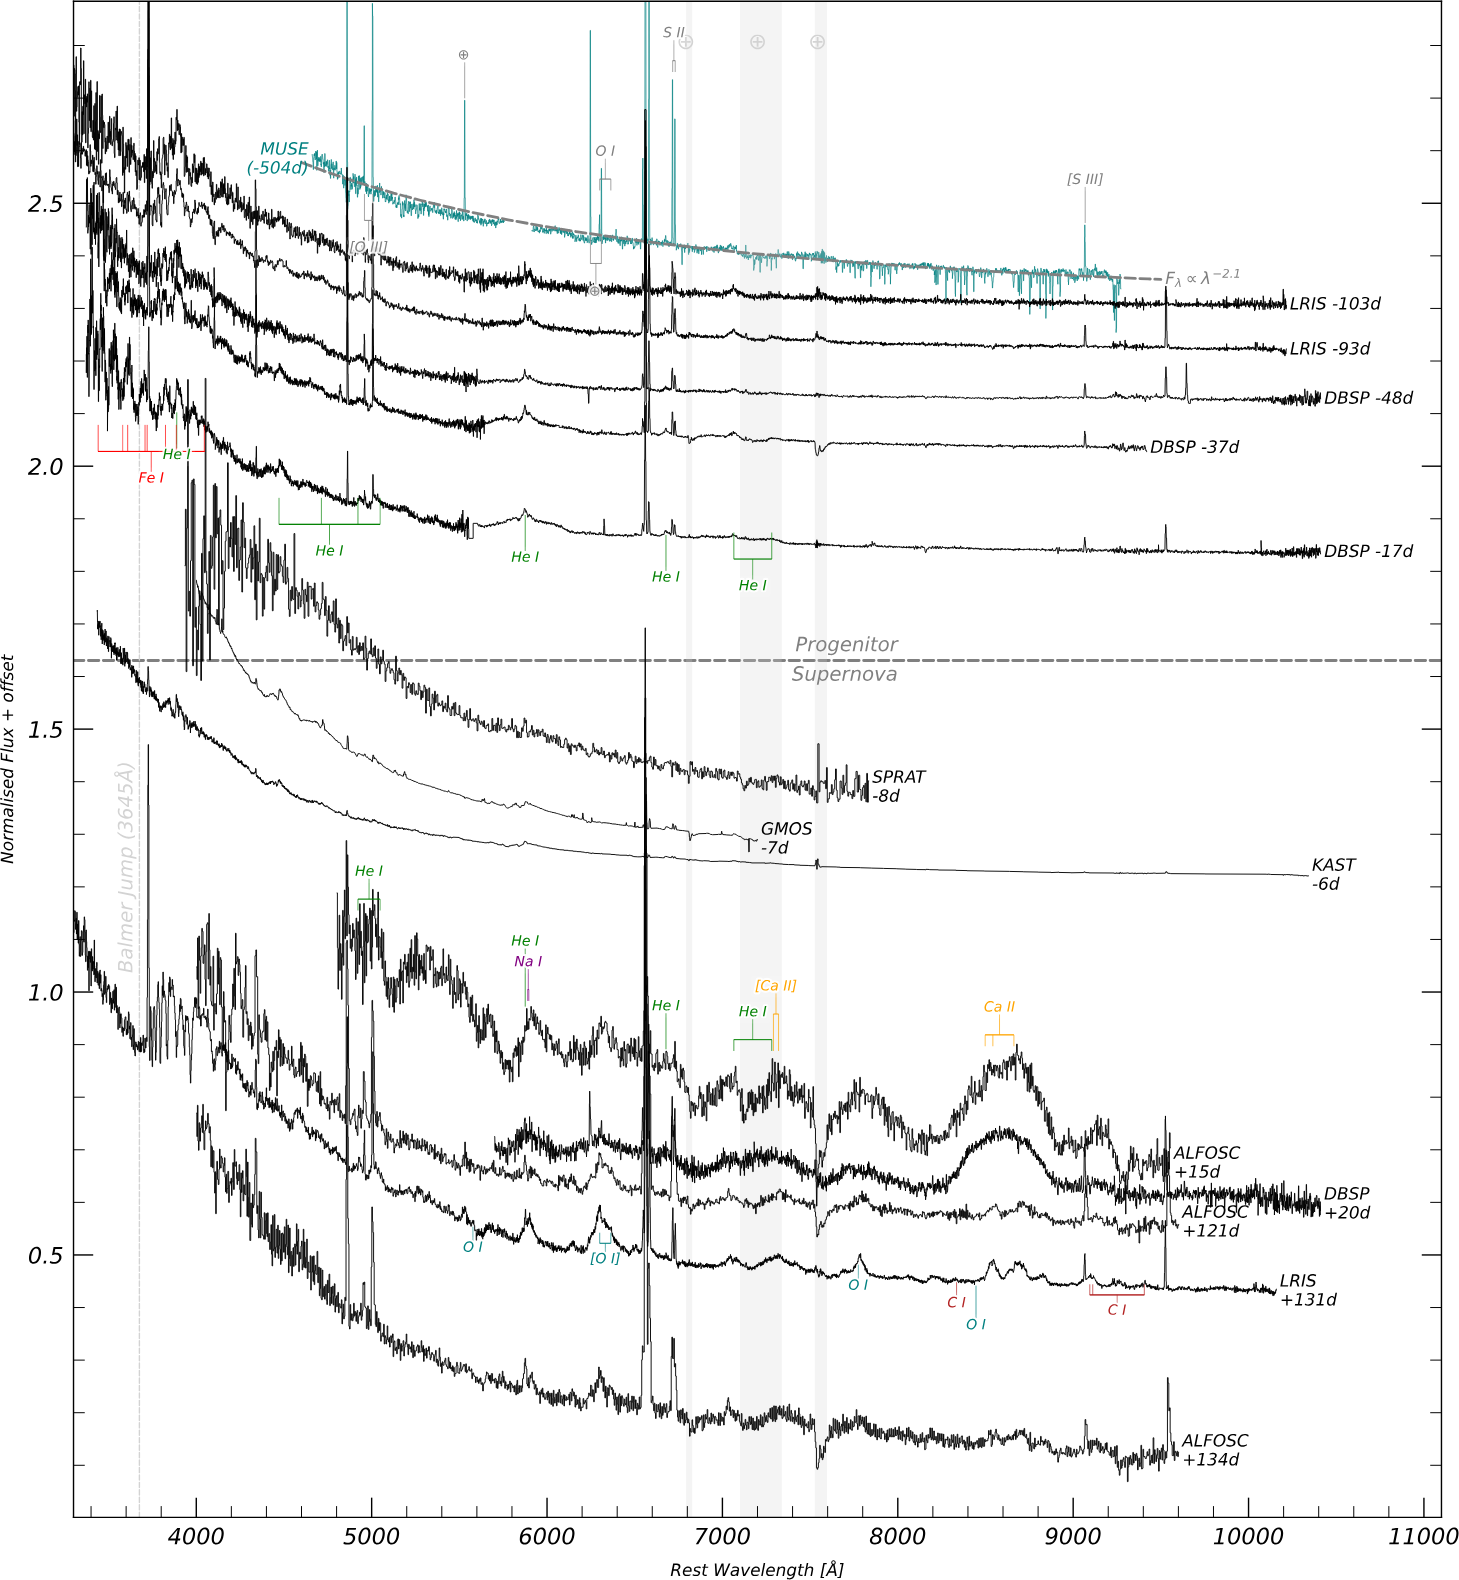 S II
⊕
⊕
⊕
⊕
MUSE
(-504d)
O I
[S III]
2.5
[O III]
⊕
Fλ ∝ λ−2.1
LRIS -103d
LRIS -93d
DBSP -48d
DBSP -37d
He I
2.0
Fe I
He I
He I
He I
He I
DBSP -17d
Progenitor
Supernova
1.5
SPRAT
-8d
GMOS
-7d
KAST
-6d
Normalised Flux + offset
Balmer Jump (3645Å)
He I
He I
Na I
He I
He I
[Ca II]
Ca II
1.0
ALFOSC
+15d
DBSP
+20d
ALFOSC
+121d
0.5
O I
[O I]
O I
C I
O I
C I
LRIS
+131d
ALFOSC
+134d
4000
5000
6000
7000
8000
9000
10000
11000
Rest Wavelength [Å]